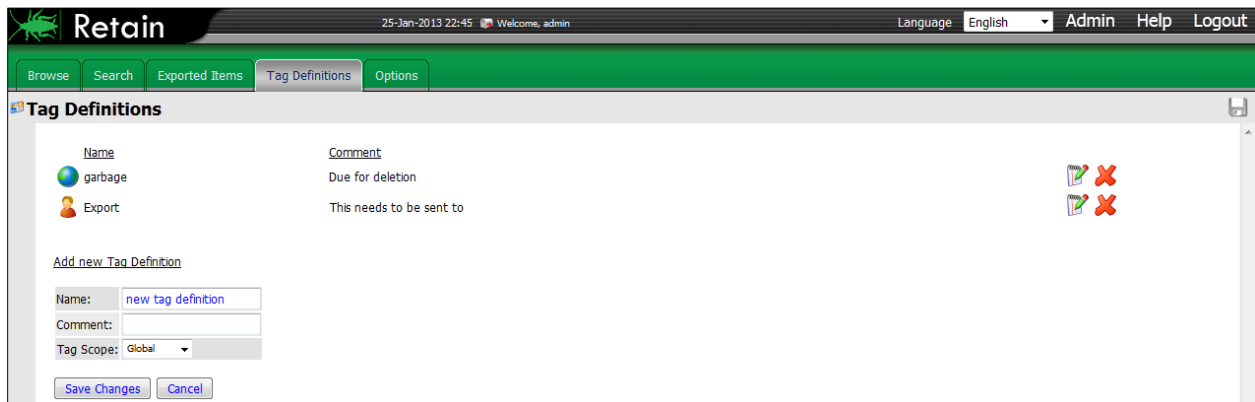 Retain 25-Jan-2013 22:45 Welcome, admin Language English Admin Help Logout
Browse Search Exported Items Tag Definitions Options
Tag Definitions
Name Comment
garbage Due for deletion
Export This needs to be sent to
Add new Tag Definition
Name: new tag definition
Comment:
Tag Scope: Global
Save Changes Cancel